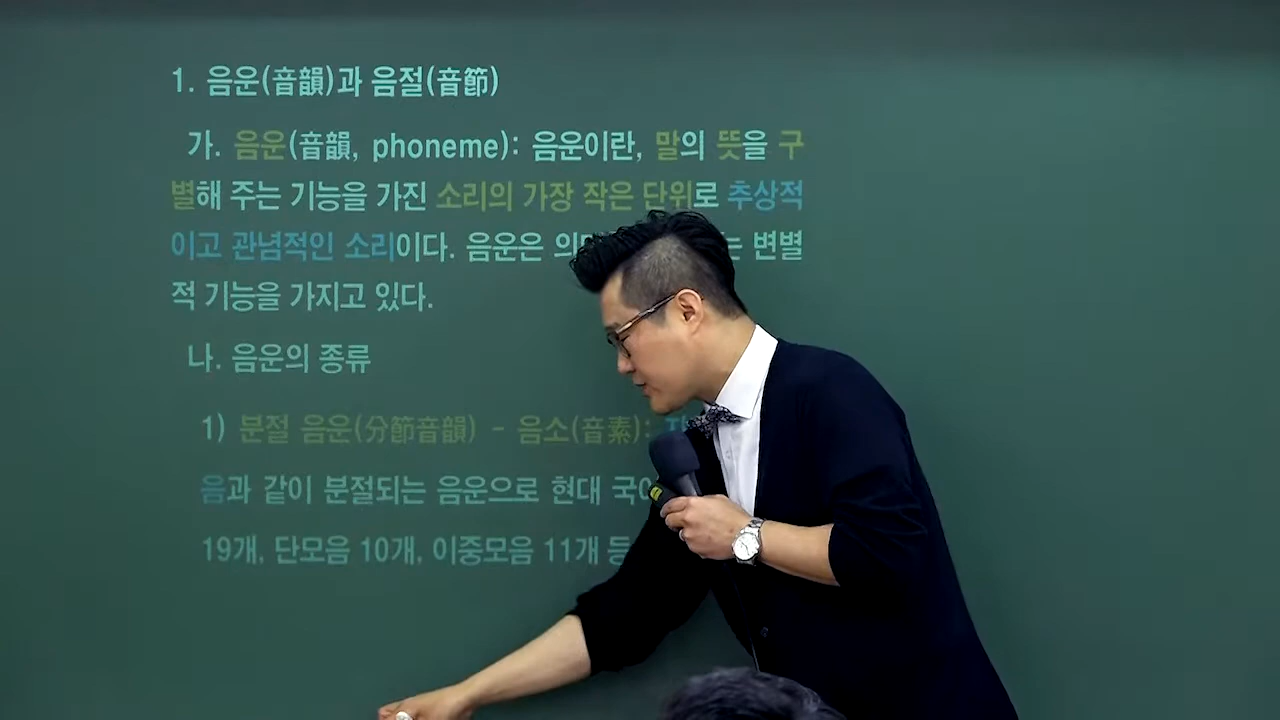 1. 음운(音韻)과 음절(音節)
가. 음운(音韻, phoneme): 음운이란, 말의 뜻을 구
별해 주는 기능을 가진 소리의 가장 작은 단위로 추상적
이고 관념적인 소리이다. 음운은 변별
적 기능을 가지고 있다.
나. 음운의 종류
1) 분절 음운(分節音韻) - 음소(音素):
음과 같이 분절되는 음운으로 현대
19개, 단모음 10개, 이중모음 11개